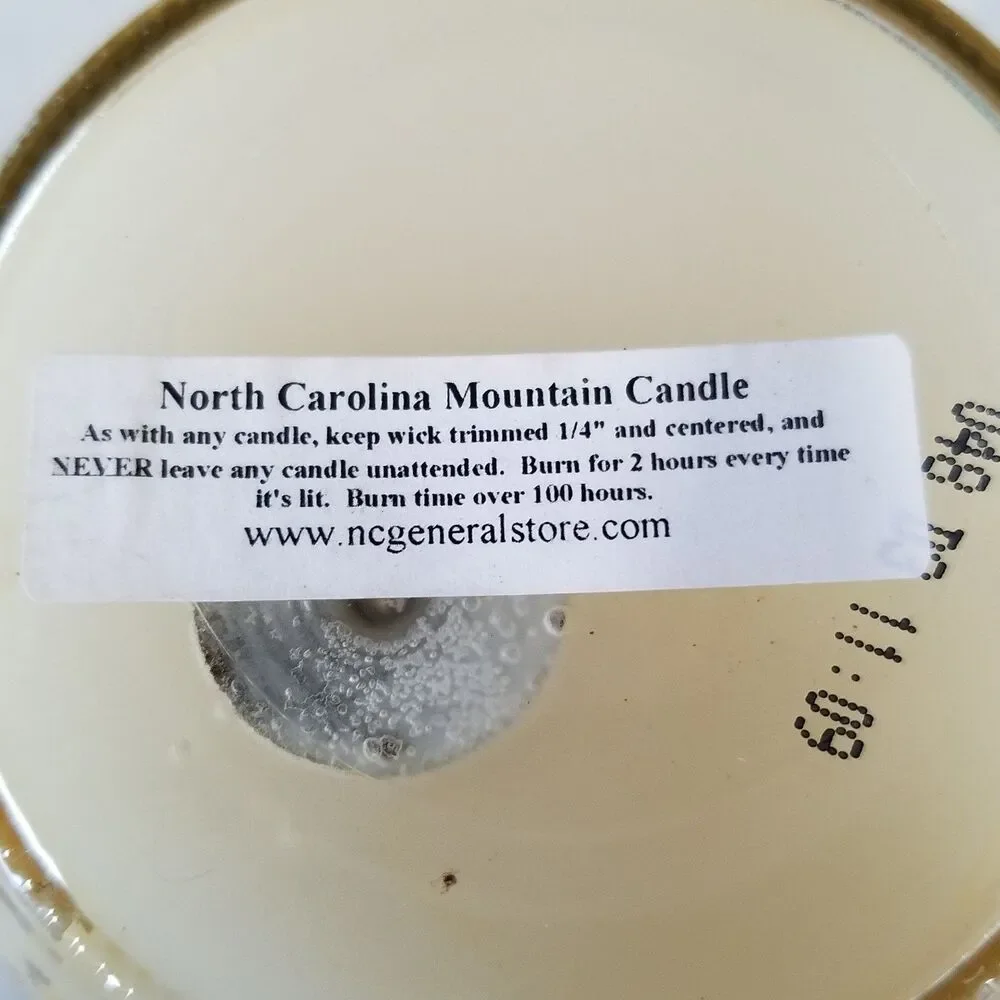 North Carolina Mountain Candle
As with any candle, keep wick trimmed 1/4" and centered, and
NEVER leave any candle unattended. Burn for 2 hours every time
it's lit. Burn time over 100 hours.
www.ncgeneralstore.com